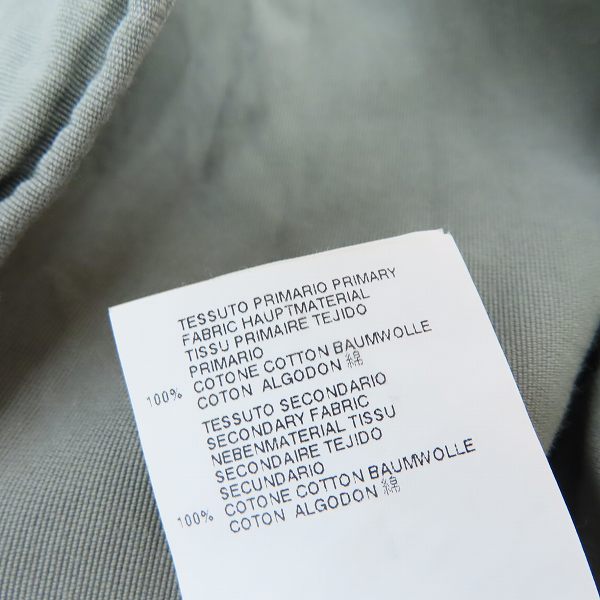 TESSUTO PRIMARIO PRIMARY
FABRIC HAUPTMATERIAL
TISSU PRIMAIRE TEJIDO
PRIMARIO
100% COTONE COTTON BAUMWOLLE
COTON ALGODON 綿
TESSUTO SECONDARIO
SECONDARY FABRIC
NEBENMATERIAL TISSU
SECONDAIRE TEJIDO
SECUNDARIO
100% COTONE COTTON BAUMWOLLE
COTON ALGODON 綿